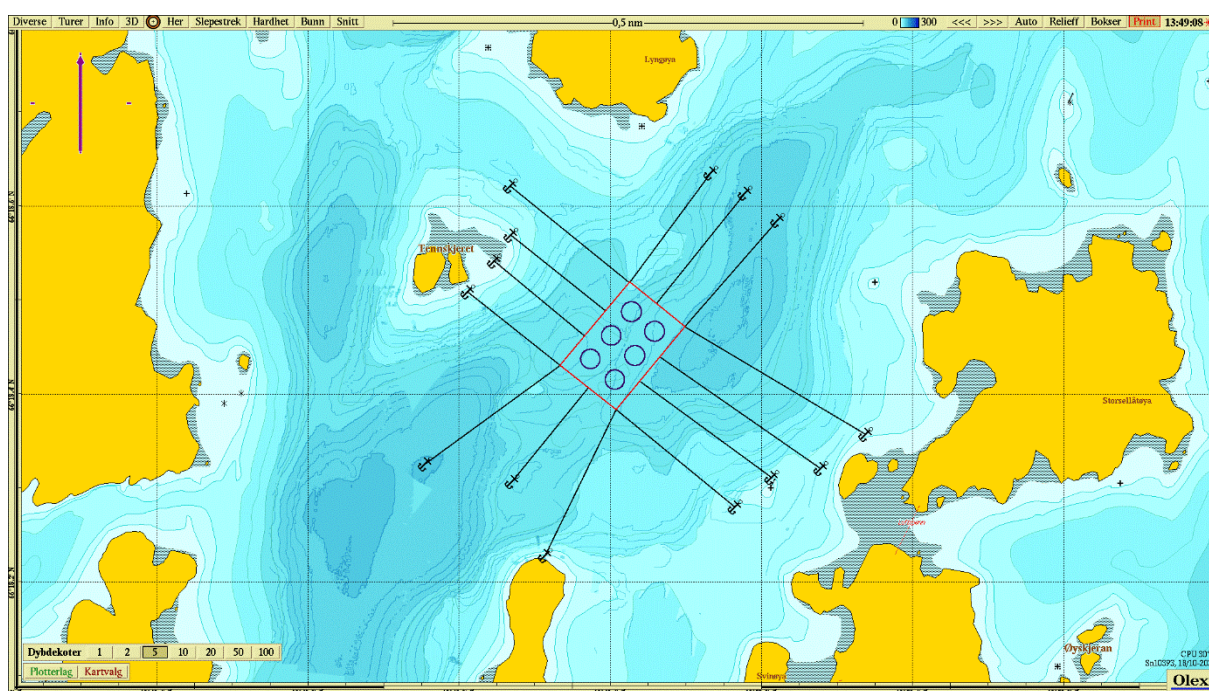 Diverse Turer Info 3D Her Slepestrek Hardhet Bunn Snitt 0,5 nm 0 300 <<< >>> Auto Relieff Bokser Print 13:49:08
Lyngøya
Storsellåtøya
Dybdekoter 1 2 5 10 20 50 100
Øyskjeran
Plotterlag Kartvalg
Svinøya
Olex